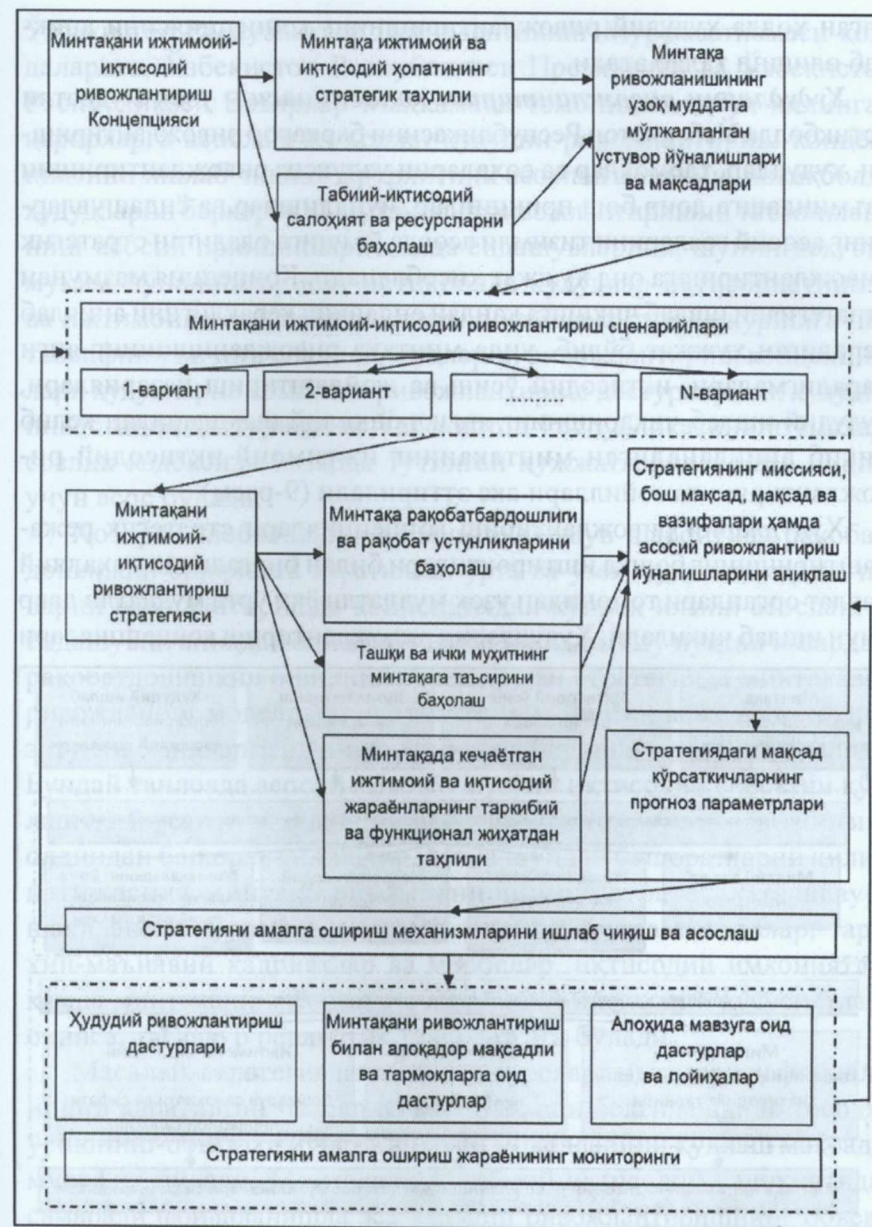 Минтақани ижтимоий-
иқтисодий
ривожлантириш
Концепцияси
Минтақа ижтимоий ва
иқтисодий ҳолатининг
стратегик таҳлили
Табиий-иқтисодий
салоҳият ва ресурсларни
баҳолаш
Минтақа
ривожланишининг
узоқ муддатга
мўлжалланган
устувор йўналишлари
ва мақсадлари
Минтақани ижтимоий-иқтисодий ривожлантириш сценарийлари
1-вариант
2-вариант
........
N-вариант
Минтақани
ижтимоий-
иқтисодий
ривожлантириш
стратегияси
Минтақа рақобатбардошлиги
ва рақобат устунликларини
баҳолаш
Ташқи ва ички муҳитнинг
минтақага таъсирини
баҳолаш
Минтақада кечаётган
ижтимоий ва иқтисодий
жараёнларнинг таркибий
ва функционал жиҳатдан
таҳлили
Стратегиянинг миссияси,
бош мақсад, мақсад ва
вазифалари ҳамда
асосий ривожлантириш
йўналишларини аниқлаш
Стратегиядаги мақсад
кўрсаткичларнинг
прогноз параметрлари
Стратегияни амалга ошириш механизмларини ишлаб чиқиш ва асослаш
Ҳудудий ривожлантириш
дастурлари
Минтақани ривожлантириш
билан алоқадор мақсадли
ва тармоқларга оид
дастурлар
Алоҳида мавзуга оид
дастурлар
ва лойиҳалар
Стратегияни амалга ошириш жараёнининг мониторинги